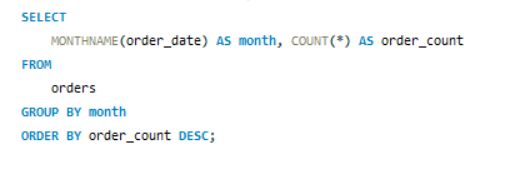 SELECT
MONTHNAME(order_date) AS month, COUNT(*) AS order_count
FROM
orders
GROUP BY month
ORDER BY order_count DESC;